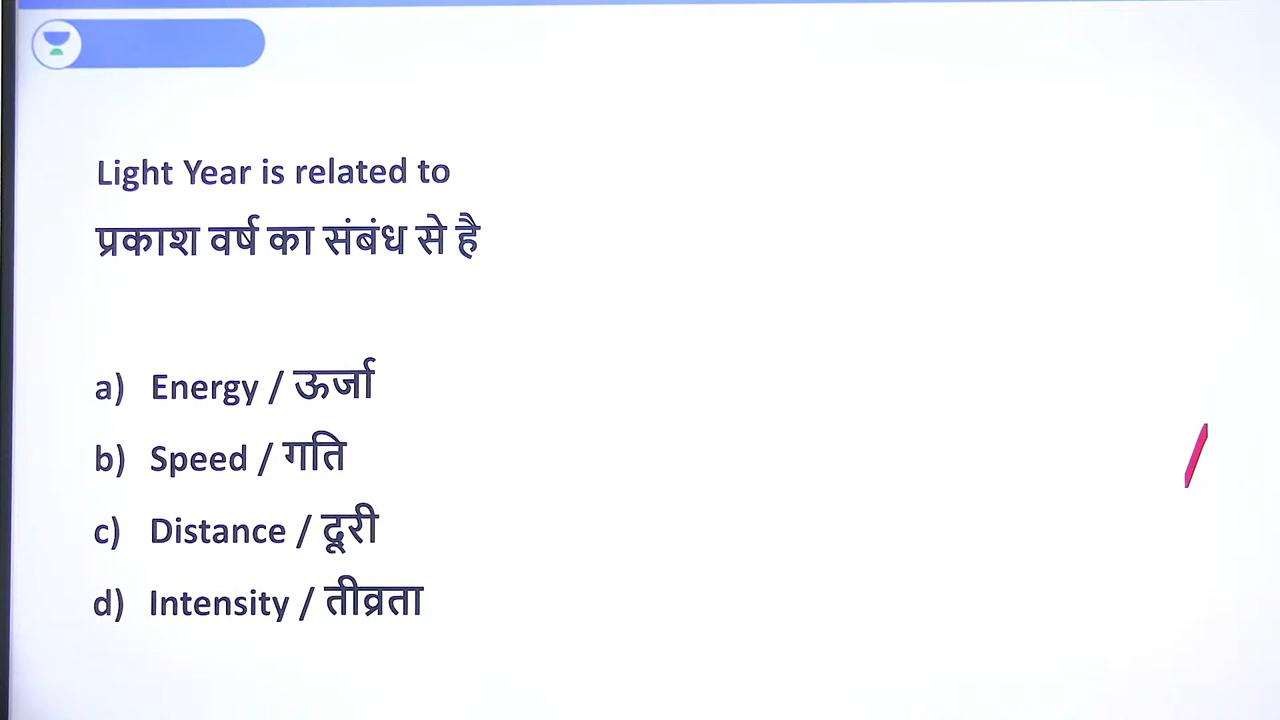 Light Year is related to
प्रकाश वर्ष का संबंध से है
a) Energy / ऊर्जा
b) Speed / गति
c) Distance / दूरी
d) Intensity / तीव्रता